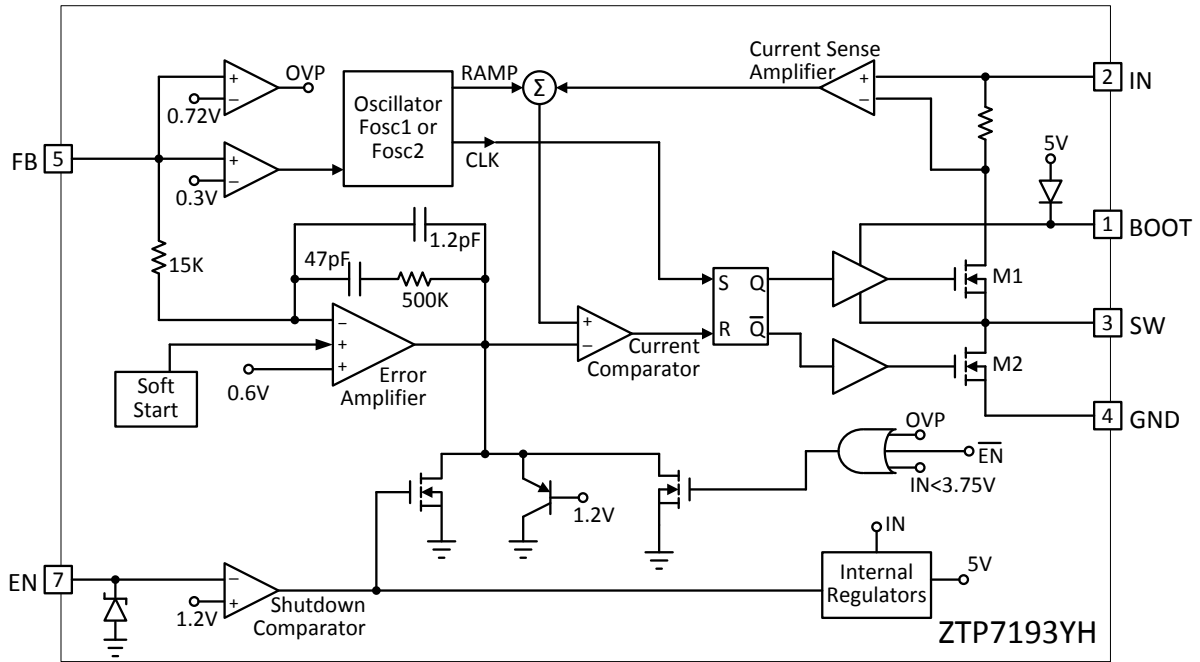 Current Sense
Amplifier
+
−
2
IN
OVP
+
−
0.72V
RAMP
Σ
Oscillator
Fosc1 or
Fosc2
CLK
5V
FB
5
+
−
0.3V
1
BOOT
1.2pF
15K
47pF
500K
S
Q
R
Q̅
M1
3
SW
−
+
+
+
−
Current
Comparator
M2
Soft
Start
0.6V
Error
Amplifier
4
GND
OVP
E̅N̅
IN<3.75V
1.2V
IN
EN
7
−
+
1.2V
Shutdown
Comparator
Internal
Regulators
5V
ZTP7193YH